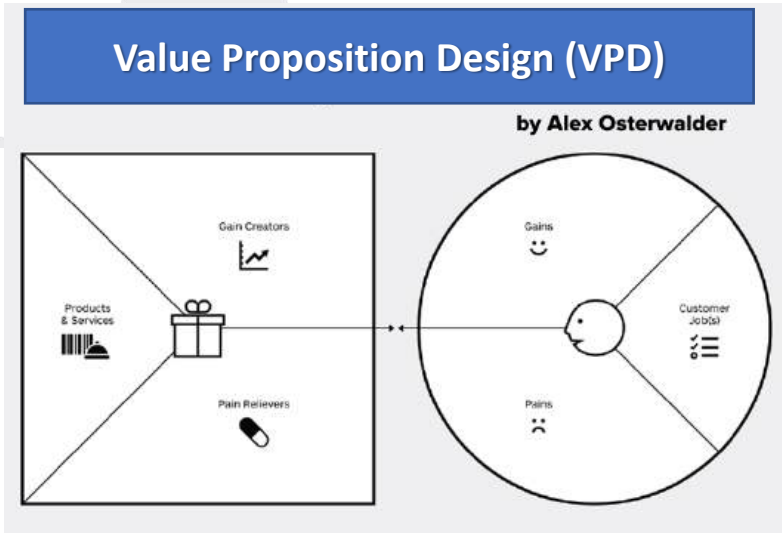 Value Proposition Design (VPD)
by Alex Osterwalder
Gain Creators
Products
& Services
Pain Relievers
Gains
Customer
Job(s)
Pains